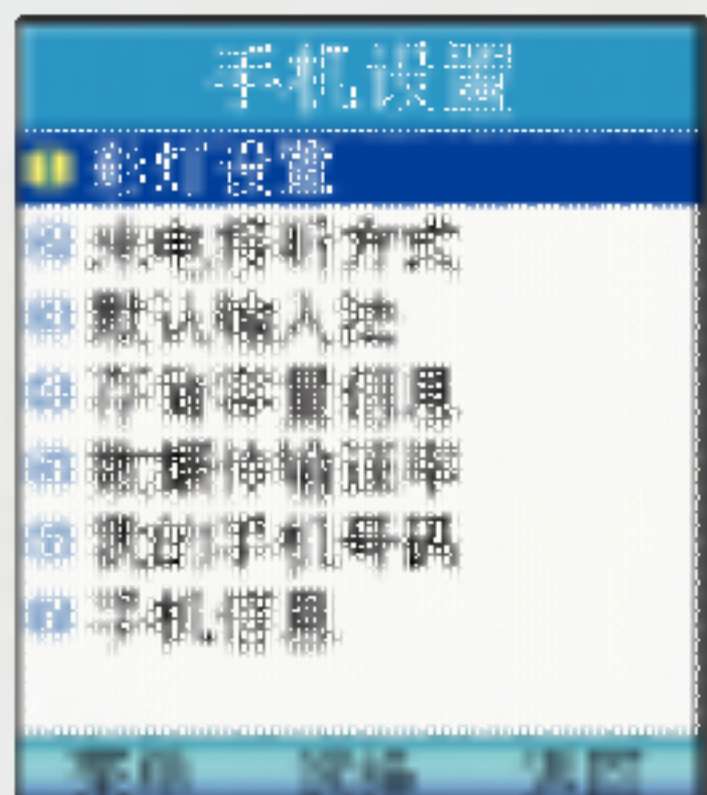 手机设置
彩灯设置
来电接听方式
默认输入法
存储容量信息
数据传输速率
我的手机号码
手机信息